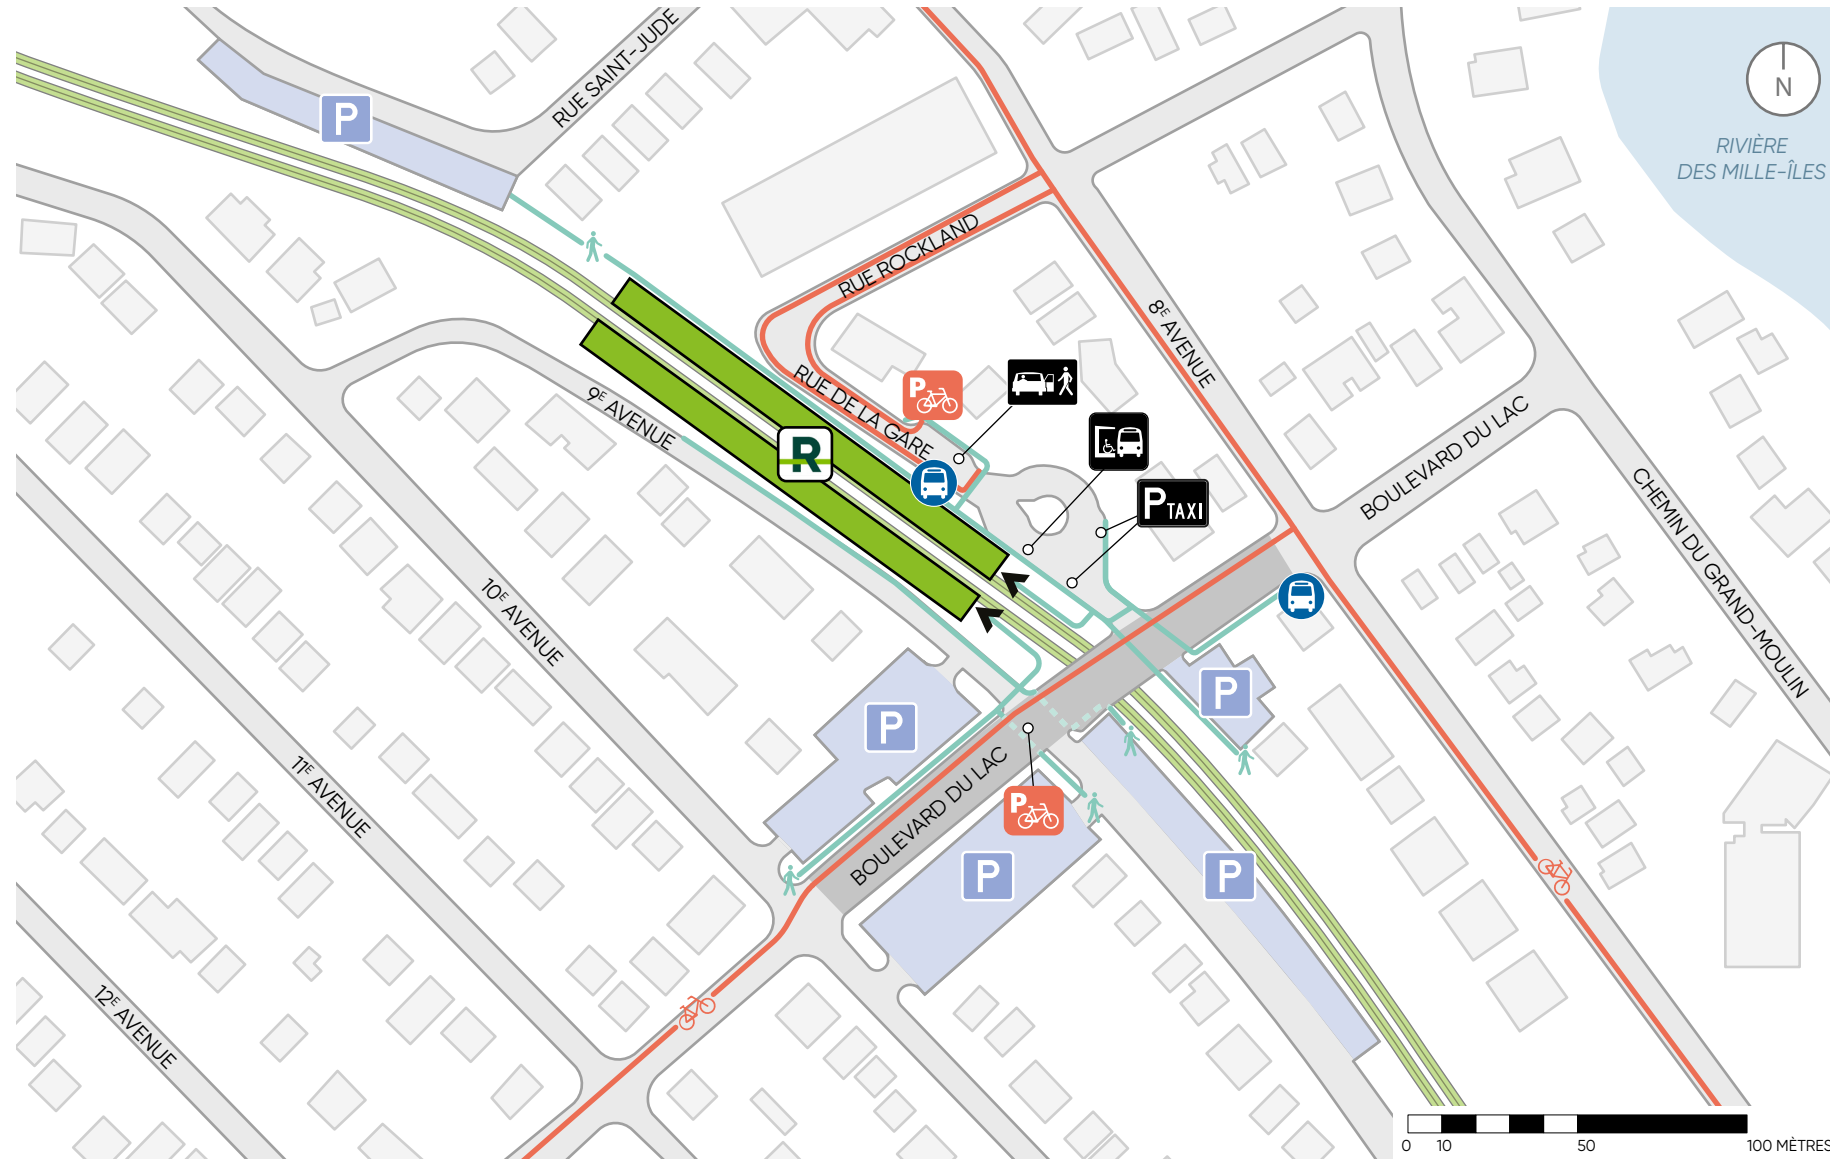 RUE SAINT-JUDE
P
N
RIVIÈRE
DES MILLE-ÎLES
RUE ROCKLAND
8E AVENUE
RUE DE LA GARE
P
9E AVENUE
R
P TAXI
BOULEVARD DU LAC
CHEMIN DU GRAND-MOULIN
10E AVENUE
P
P
11E AVENUE
BOULEVARD DU LAC
P
P
P
12E AVENUE
0 10 50 100 MÈTRES